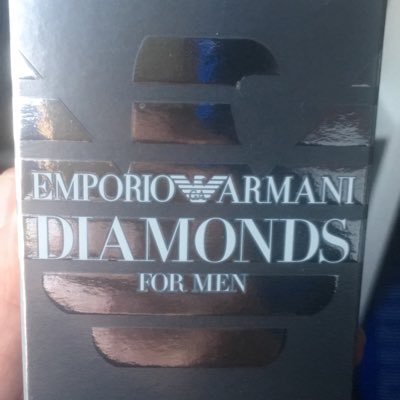 EMPORIO ARMANI
DIAMONDS
FOR MEN